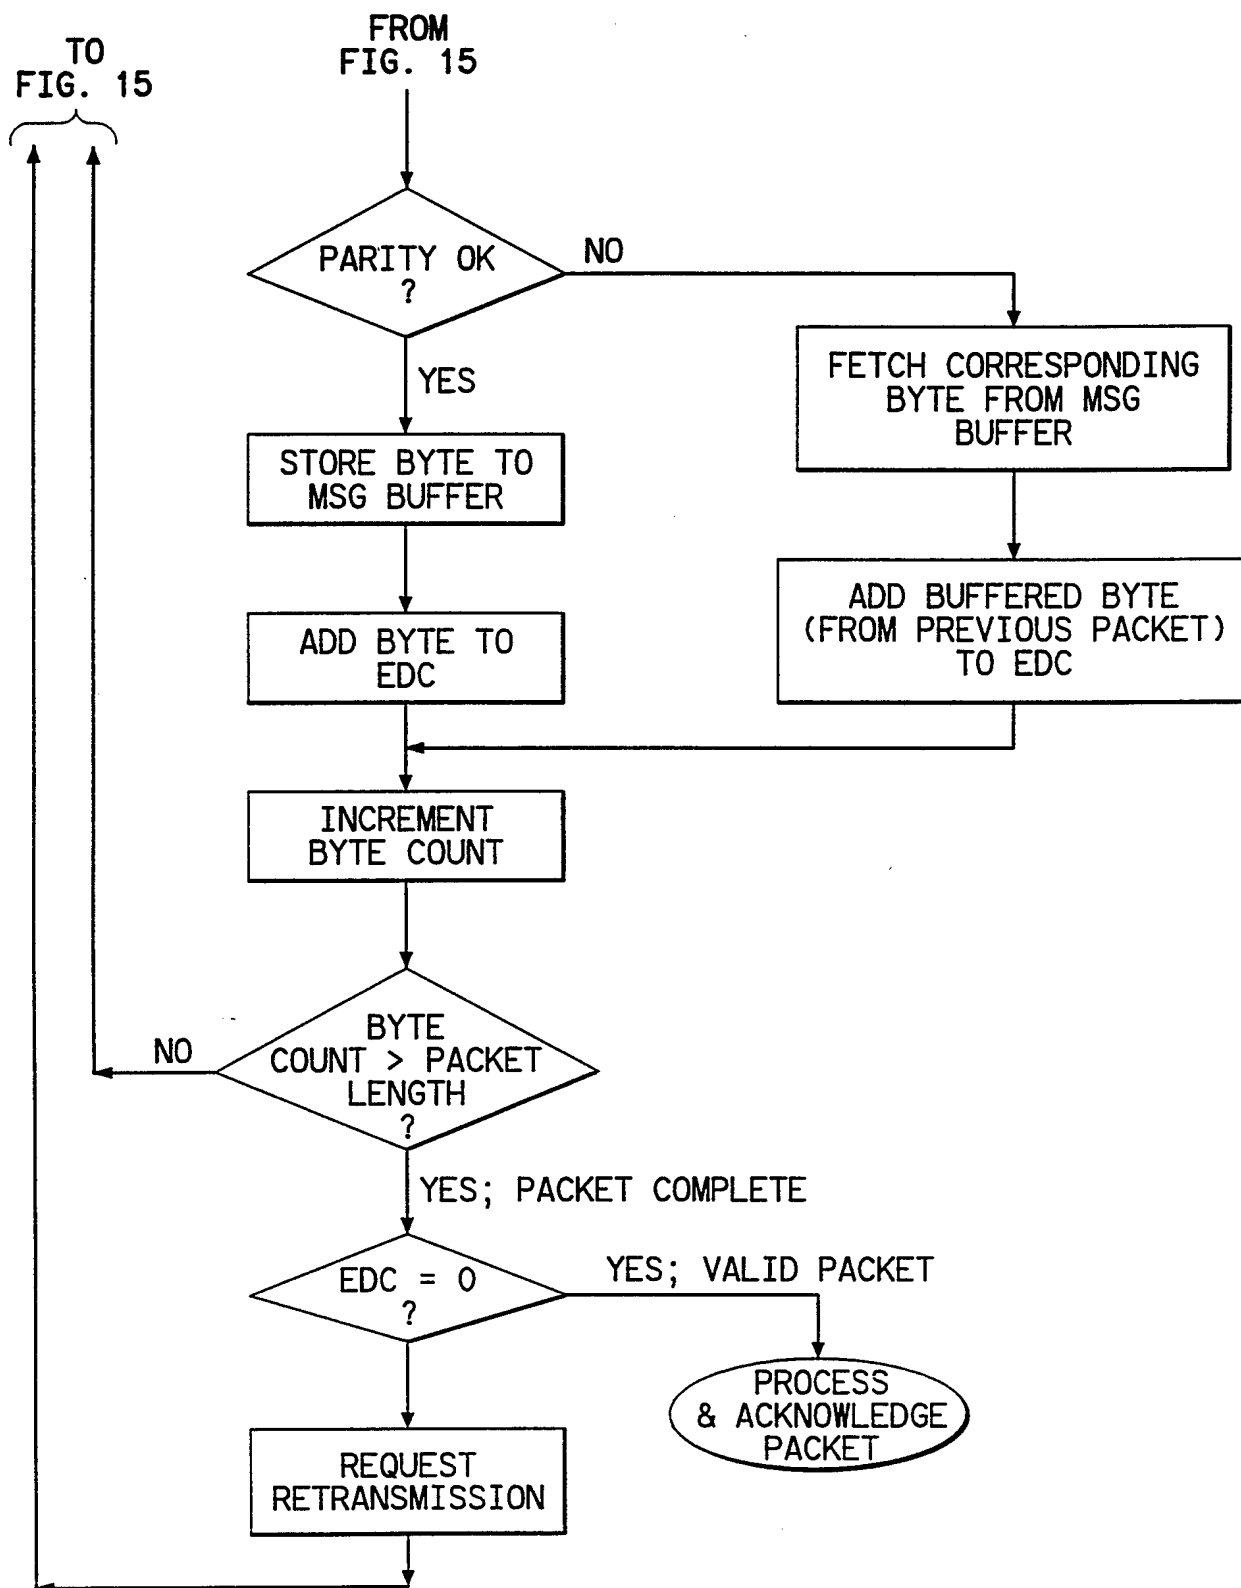 TO
FIG. 15
FROM
FIG. 15
PARITY OK
?
NO
YES
FETCH CORRESPONDING
BYTE FROM MSG
BUFFER
STORE BYTE TO
MSG BUFFER
ADD BUFFERED BYTE
(FROM PREVIOUS PACKET)
TO EDC
ADD BYTE TO
EDC
INCREMENT
BYTE COUNT
BYTE
COUNT > PACKET
LENGTH
?
NO
YES; PACKET COMPLETE
EDC = 0
?
YES; VALID PACKET
PROCESS
& ACKNOWLEDGE
PACKET
REQUEST
RETRANSMISSION